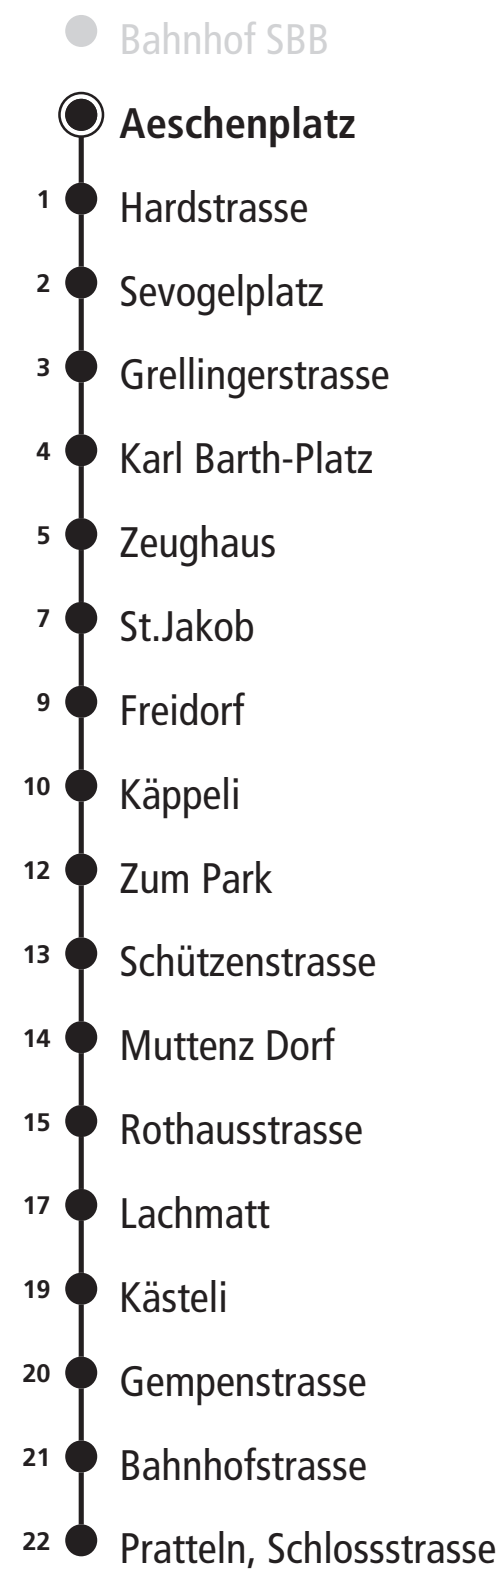 Bahnhof SBB
Aeschenplatz
1 Hardstrasse
2 Sevogelplatz
3 Grellingerstrasse
4 Karl Barth-Platz
5 Zeughaus
7 St.Jakob
9 Freidorf
10 Käppeli
12 Zum Park
13 Schützenstrasse
14 Muttenz Dorf
15 Rothausstrasse
17 Lachmatt
19 Kästeli
20 Gempenstrasse
21 Bahnhofstrasse
22 Pratteln, Schlossstrasse